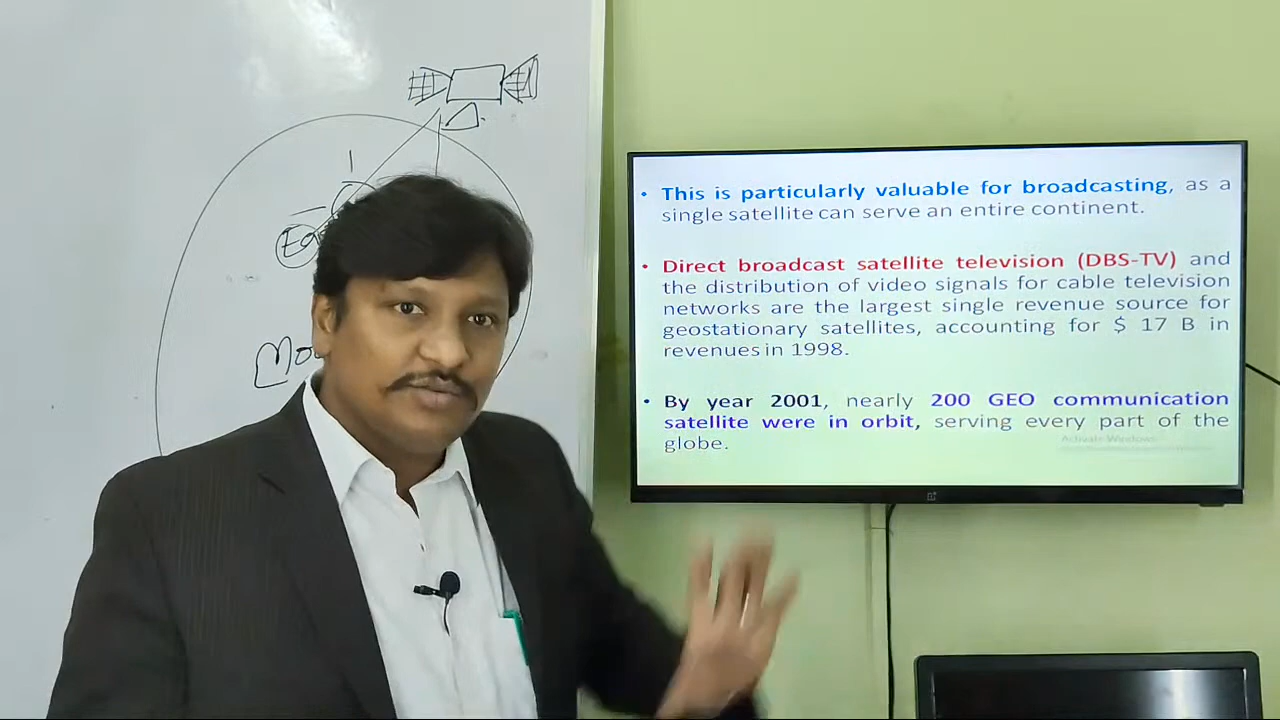 • This is particularly valuable for broadcasting, as a
single satellite can serve an entire continent.
• Direct broadcast satellite television (DBS-TV) and
the distribution of video signals for cable television
networks are the largest single revenue source for
geostationary satellites, accounting for $ 17 B in
revenues in 1998.
• By year 2001, nearly 200 GEO communication
satellite were in orbit, serving every part of the
globe.
Activate Windows